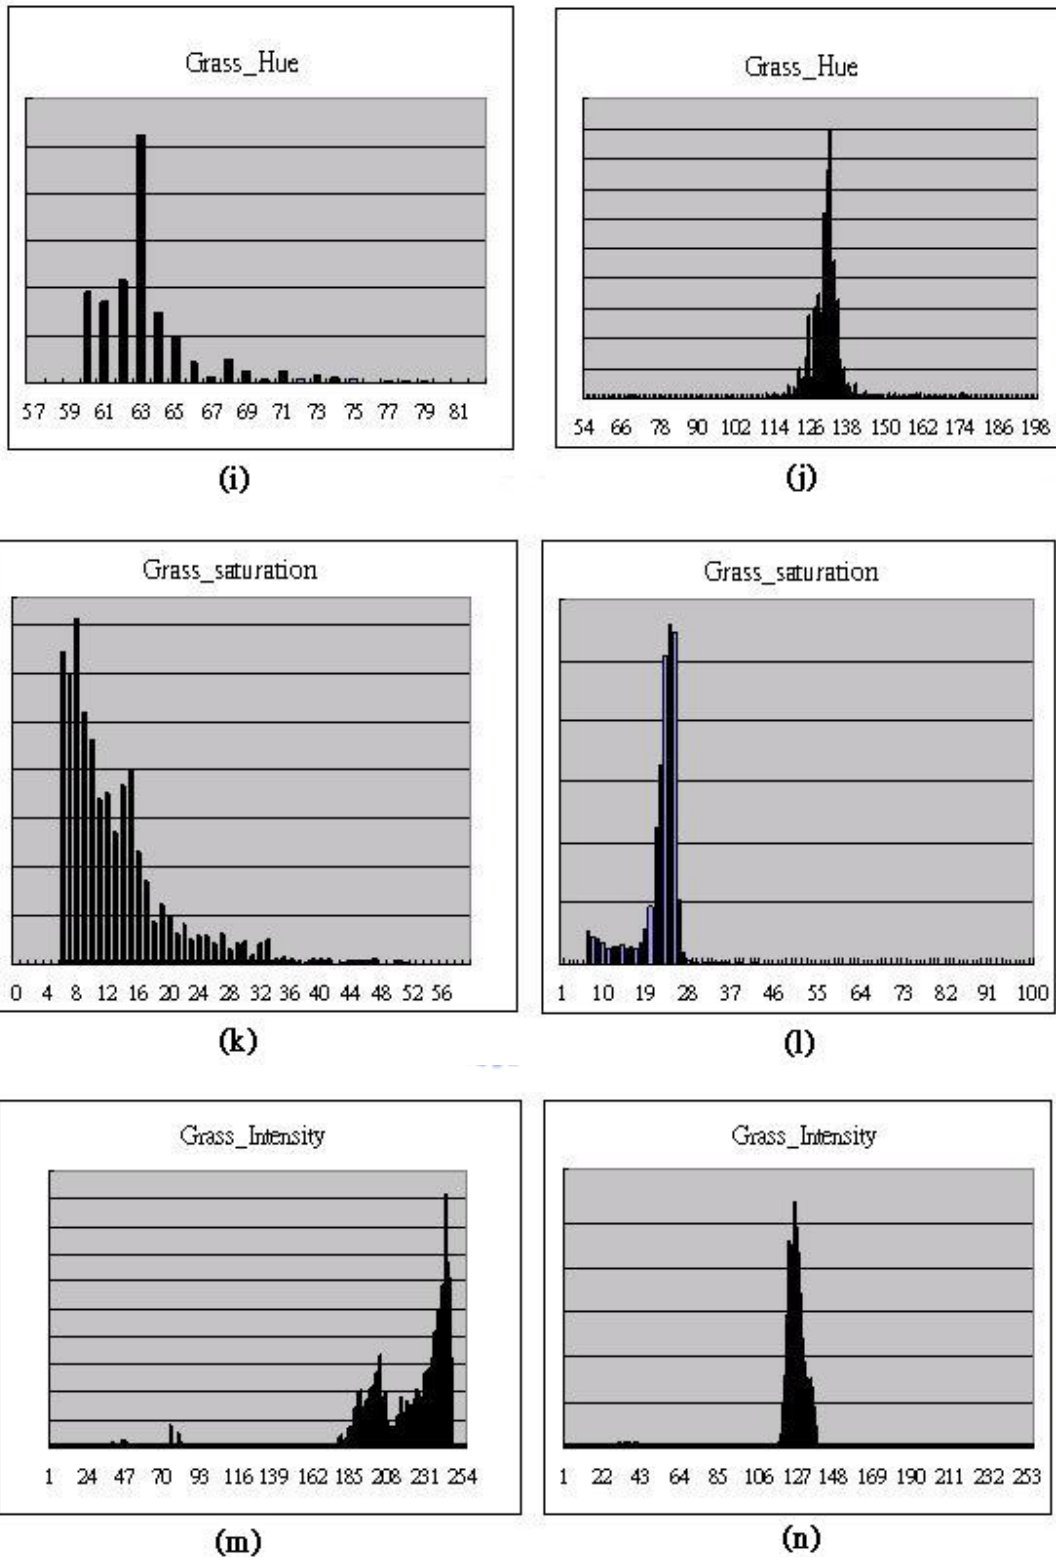 Grass_Hue
57 59 61 63 65 67 69 71 73 75 77 79 81
(i)
Grass_Hue
54 66 78 90 102 114 126 138 150 162 174 186 198
(j)
Grass_saturation
0 4 8 12 16 20 24 28 32 36 40 44 48 52 56
(k)
Grass_saturation
1 10 19 28 37 46 55 64 73 82 91 100
(l)
Grass_Intensity
1 24 47 70 93 116 139 162 185 208 231 254
(m)
Grass_Intensity
1 22 43 64 85 106 127 148 169 190 211 232 253
(n)